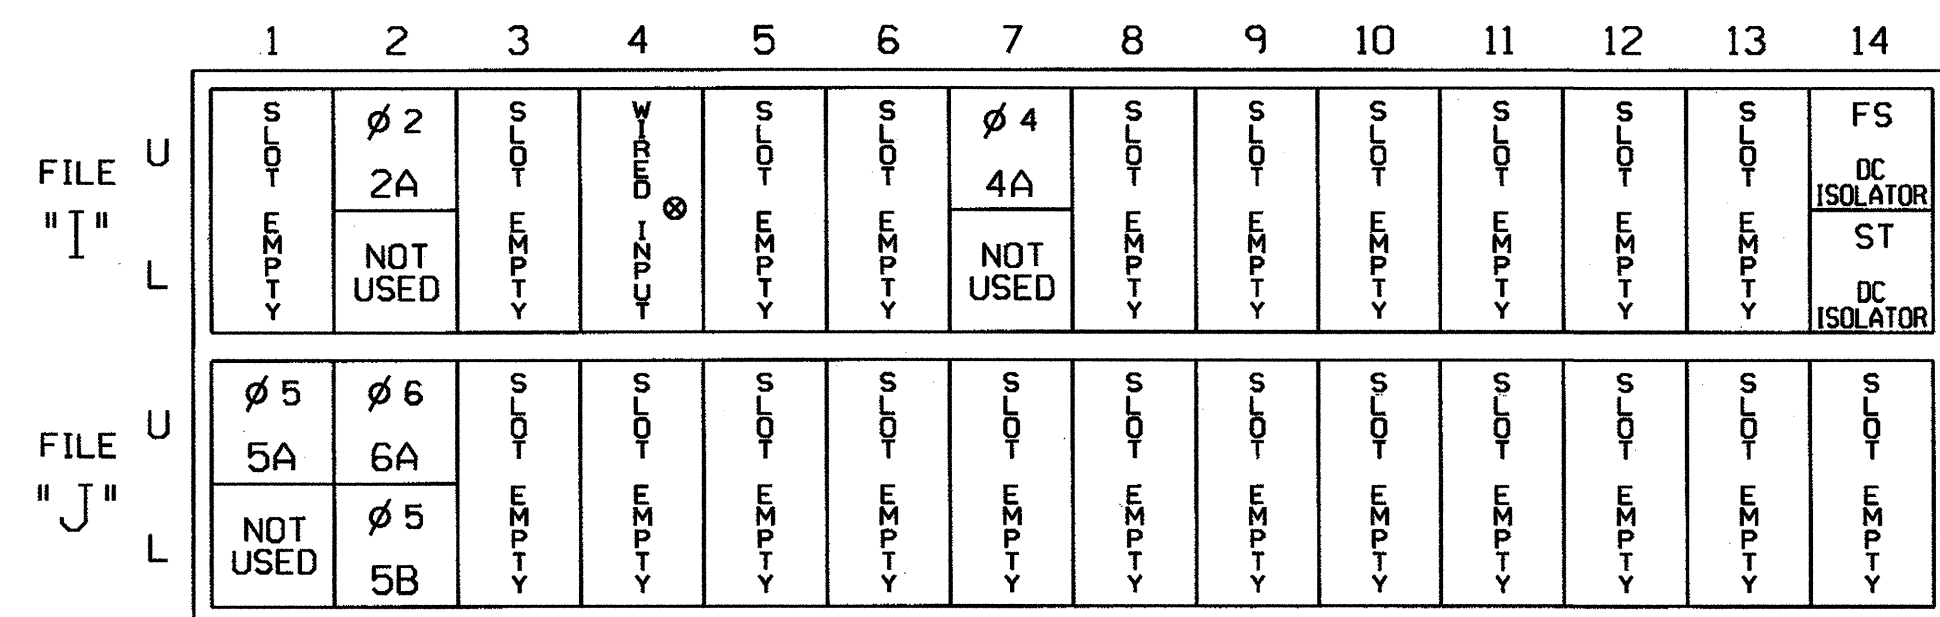 1 2 3 4 5 6 7 8 9 10 11 12 13 14
FILE "I"
U
L
SLOT EMPTY
Ø 2
2A
NOT USED
SLOT EMPTY
WIRED INPUT
SLOT EMPTY
SLOT EMPTY
Ø 4
4A
NOT USED
SLOT EMPTY
SLOT EMPTY
SLOT EMPTY
SLOT EMPTY
SLOT EMPTY
SLOT EMPTY
FS
DC
ISOLATOR
ST
DC
ISOLATOR
FILE "J"
U
L
Ø 5
5A
NOT USED
Ø 6
6A
Ø 5
5B
SLOT EMPTY
SLOT EMPTY
SLOT EMPTY
SLOT EMPTY
SLOT EMPTY
SLOT EMPTY
SLOT EMPTY
SLOT EMPTY
SLOT EMPTY
SLOT EMPTY
SLOT EMPTY
SLOT EMPTY